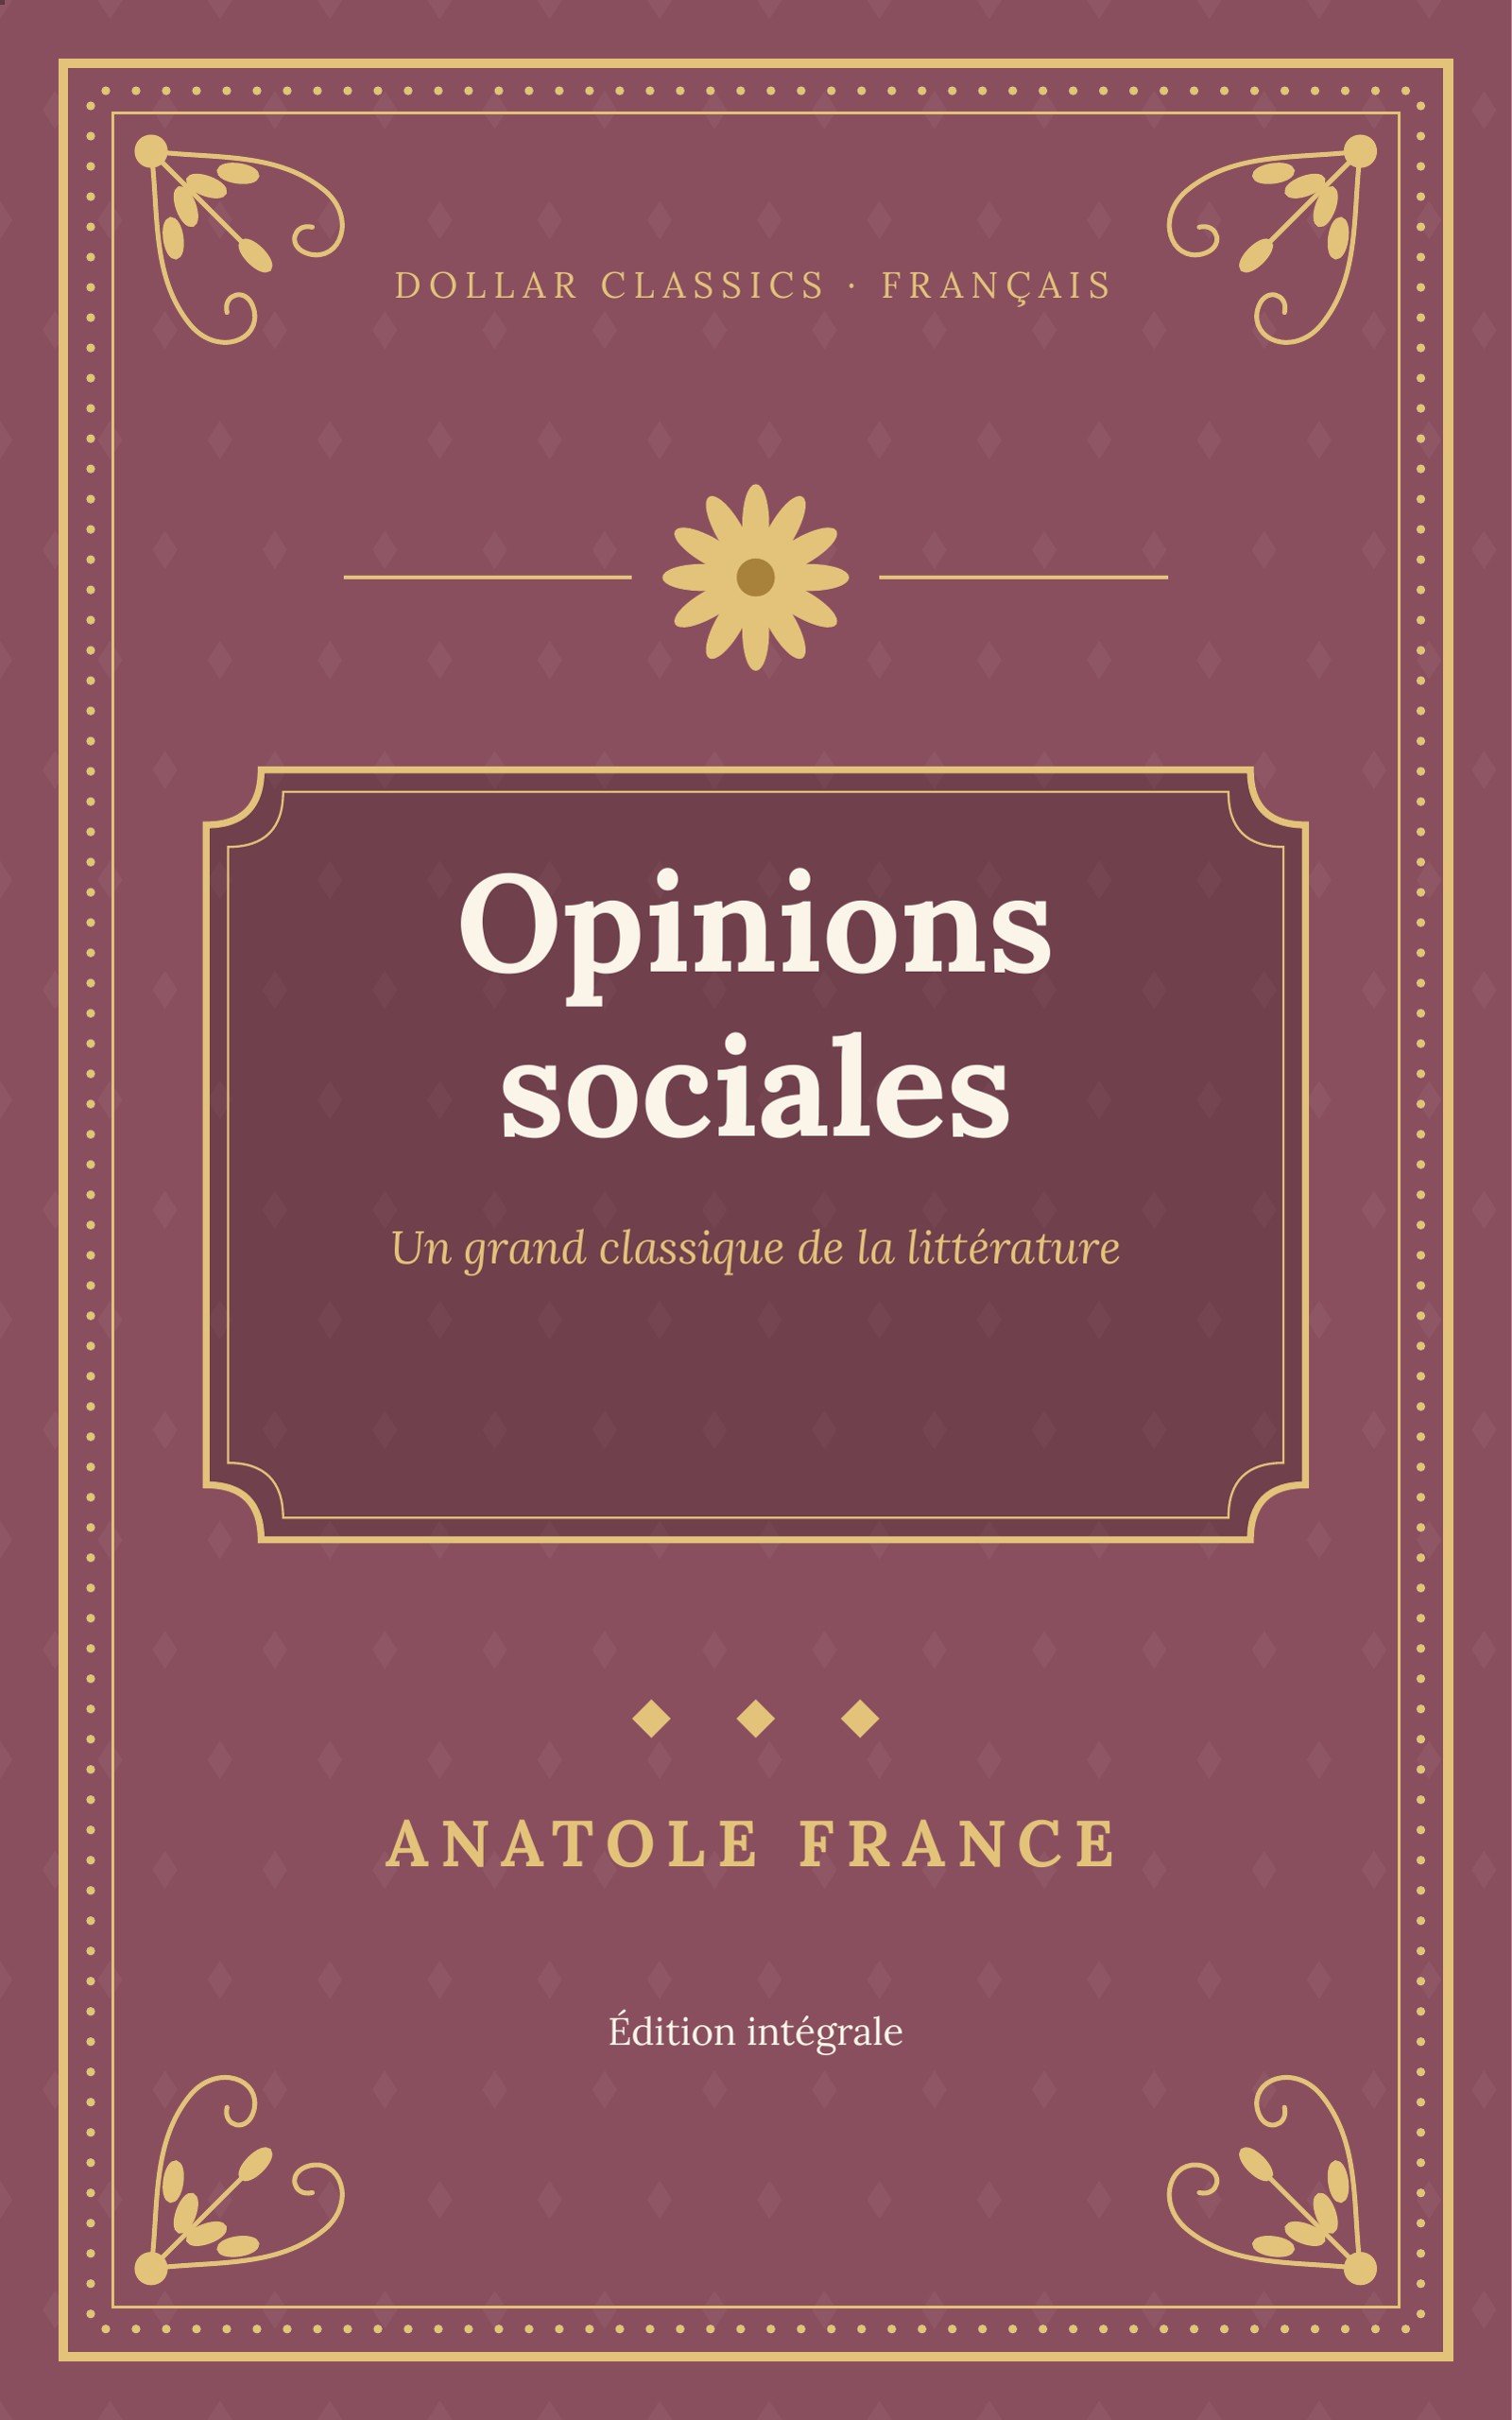 DOLLAR CLASSICS · FRANÇAIS
Opinions
sociales
Un grand classique de la littérature
ANATOLE FRANCE
Édition intégrale